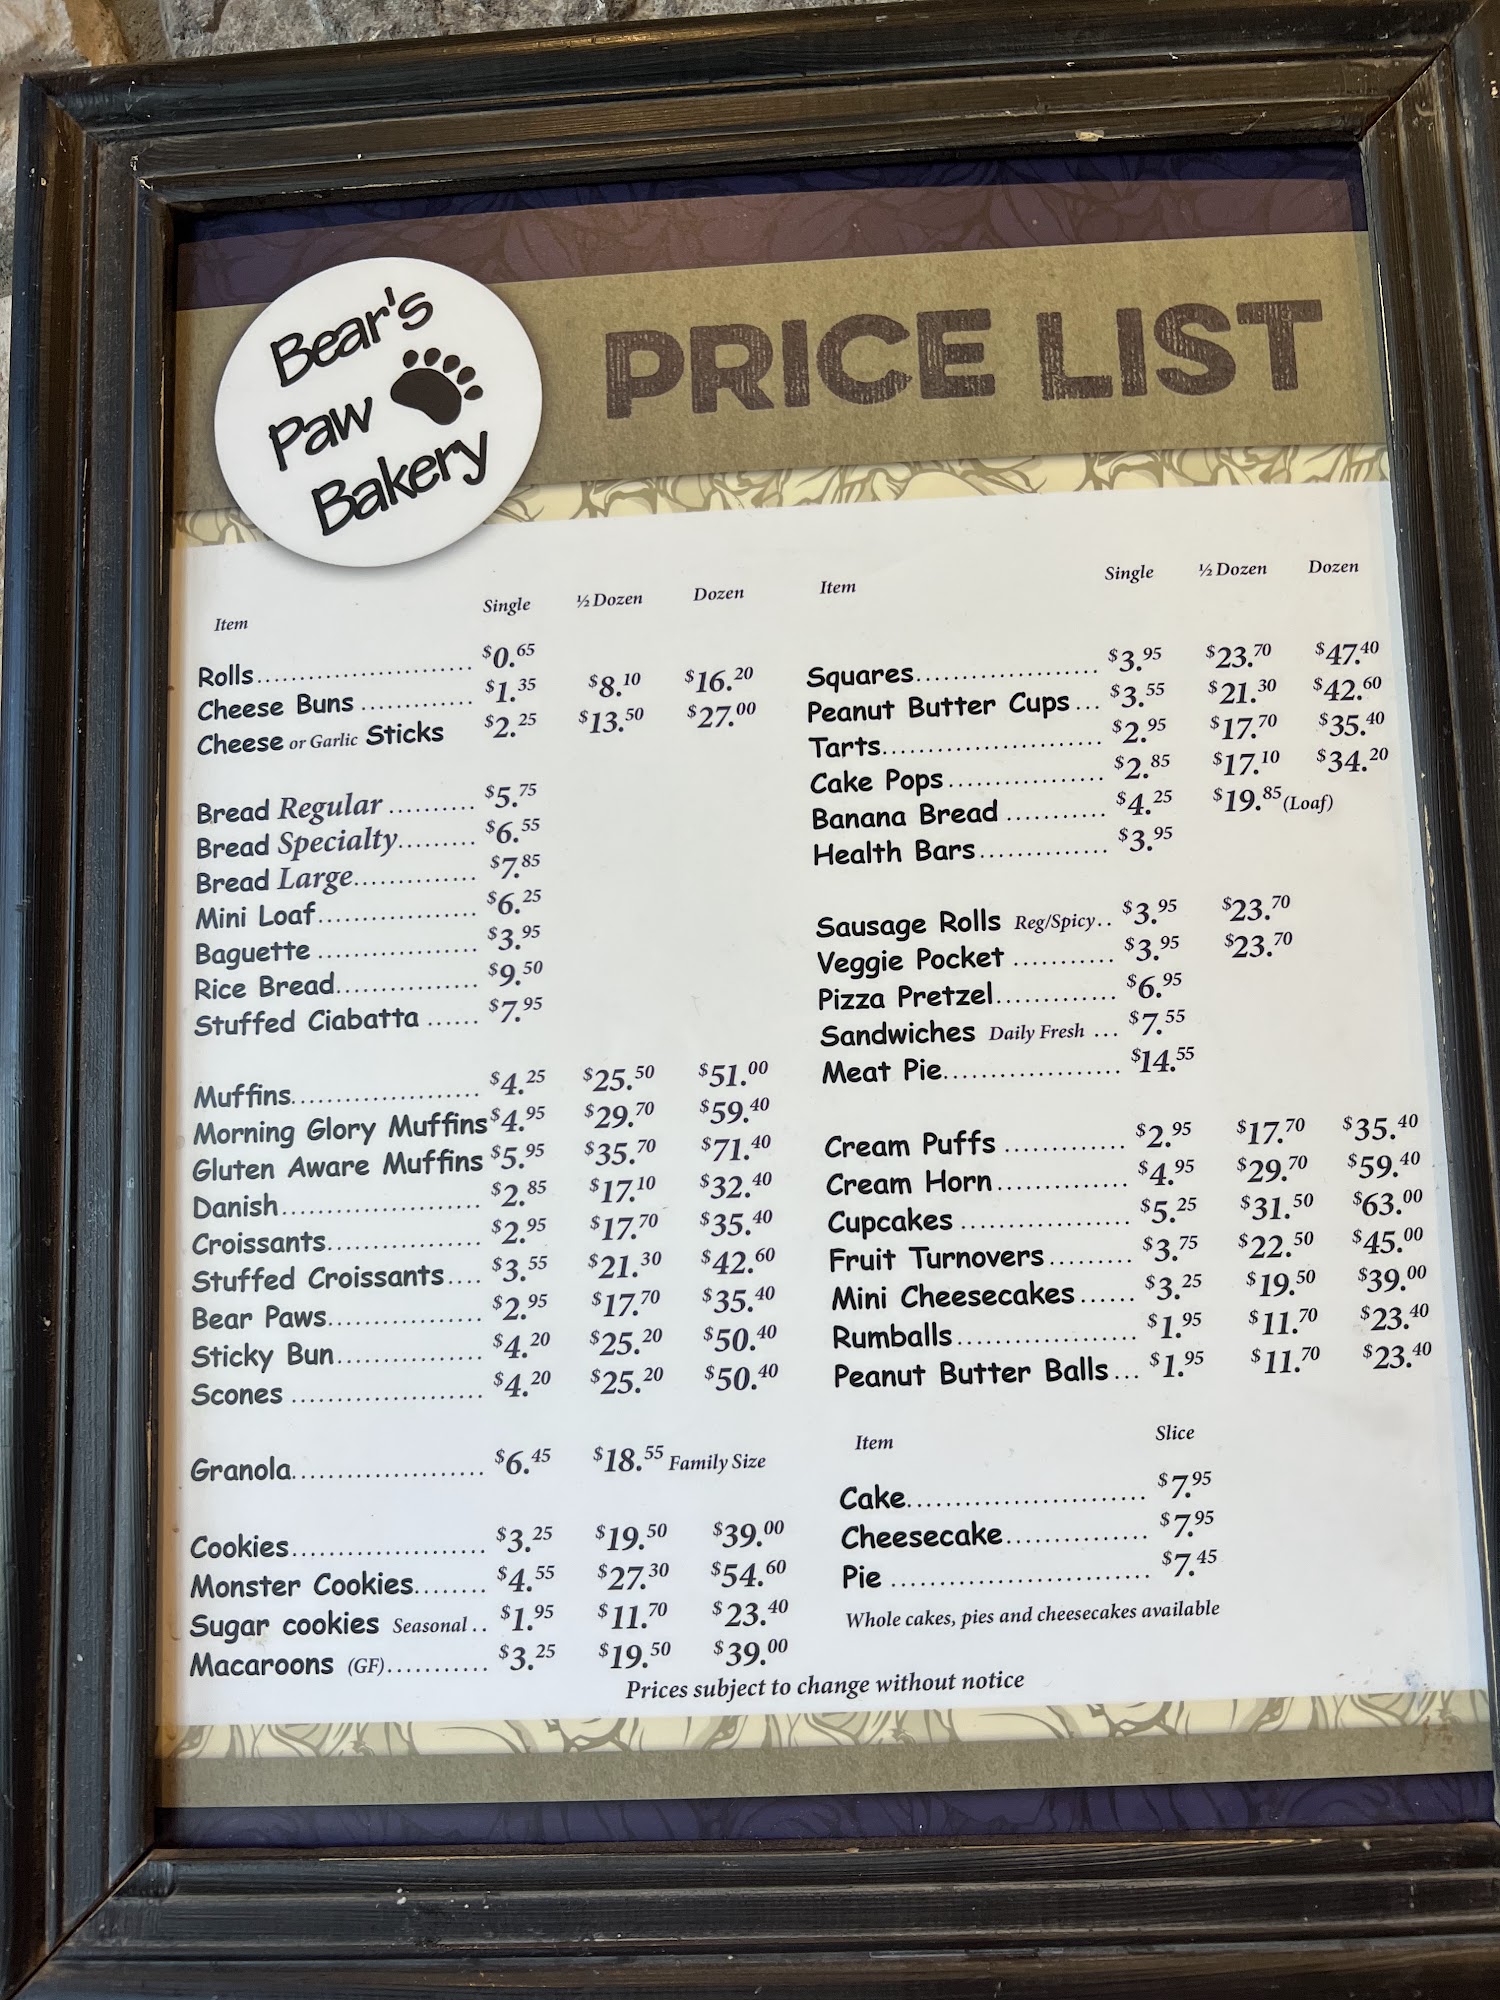 Bear's
Paw
Bakery
PRICE LIST
Item Single ½ Dozen Dozen
Rolls........................ $0.65
Cheese Buns ............. $1.35 $8.10 $16.20
Cheese or Garlic Sticks $2.25 $13.50 $27.00
Bread Regular .......... $5.75
Bread Specialty......... $6.55
Bread Large.............. $7.85
Mini Loaf.................. $6.25
Baguette .................. $3.95
Rice Bread................ $9.50
Stuffed Ciabatta ...... $7.95
Muffins..................... $4.25 $25.50 $51.00
Morning Glory Muffins $4.95 $29.70 $59.40
Gluten Aware Muffins $5.95 $35.70 $71.40
Danish...................... $2.85 $17.10 $32.40
Croissants................. $2.95 $17.70 $35.40
Stuffed Croissants.... $3.55 $21.30 $42.60
Bear Paws................. $2.95 $17.70 $35.40
Sticky Bun................ $4.20 $25.20 $50.40
Scones ..................... $4.20 $25.20 $50.40
Granola..................... $6.45 $18.55 Family Size
Cookies...................... $3.25 $19.50 $39.00
Monster Cookies........ $4.55 $27.30 $54.60
Sugar cookies Seasonal .. $1.95 $11.70 $23.40
Macaroons (GF)........... $3.25 $19.50 $39.00
Item Single ½ Dozen Dozen
Squares.................... $3.95 $23.70 $47.40
Peanut Butter Cups ... $3.55 $21.30 $42.60
Tarts........................ $2.95 $17.70 $35.40
Cake Pops ................. $2.85 $17.10 $34.20
Banana Bread ........... $4.25 $19.85 (Loaf)
Health Bars.............. $3.95
Sausage Rolls Reg/Spicy.. $3.95 $23.70
Veggie Pocket ........... $3.95 $23.70
Pizza Pretzel............. $6.95
Sandwiches Daily Fresh ... $7.55
Meat Pie.................... $14.55
Cream Puffs ............. $2.95 $17.70 $35.40
Cream Horn.............. $4.95 $29.70 $59.40
Cupcakes .................. $5.25 $31.50 $63.00
Fruit Turnovers ......... $3.75 $22.50 $45.00
Mini Cheesecakes ...... $3.25 $19.50 $39.00
Rumballs................... $1.95 $11.70 $23.40
Peanut Butter Balls ... $1.95 $11.70 $23.40
Item Slice
Cake.......................... $7.95
Cheesecake................ $7.95
Pie ............................ $7.45
Whole cakes, pies and cheesecakes available
Prices subject to change without notice